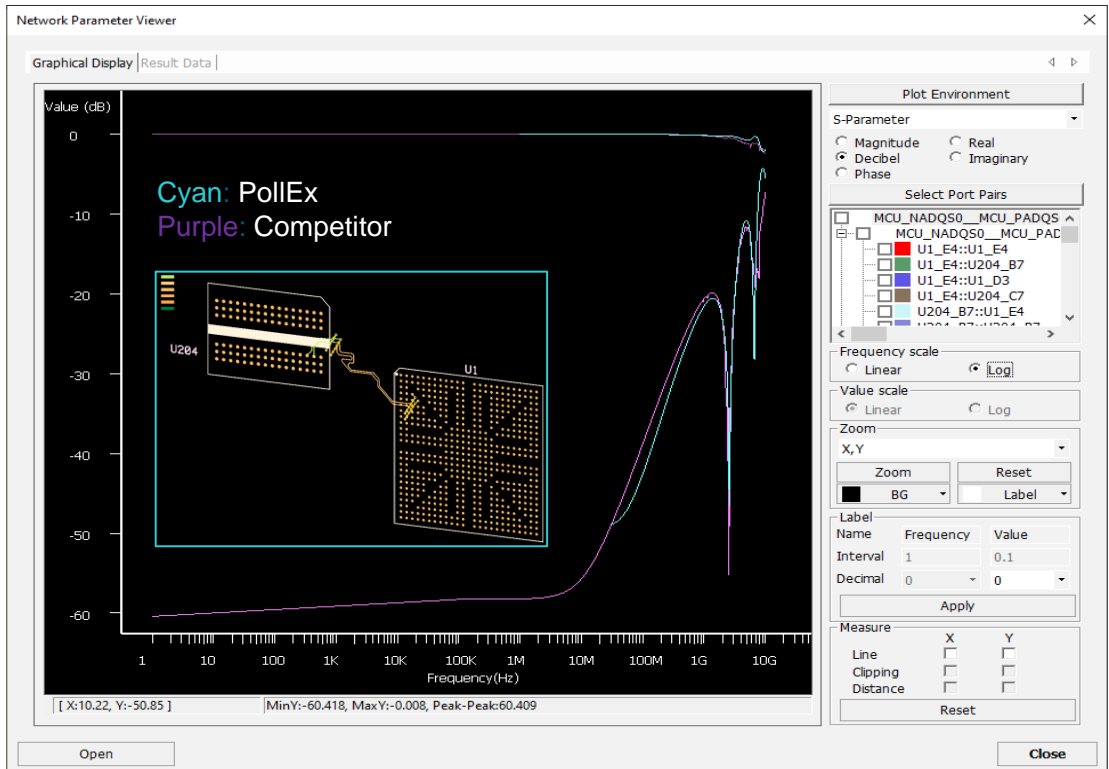 Network Parameter Viewer
Graphical Display Result Data
Value (dB)
0
-10
-20
-30
-40
-50
-60
Cyan: PollEx
Purple: Competitor
U204
U1
1 10 100 1K 10K 100K 1M 10M 100M 1G 10G
Frequency(Hz)
[ X:10.22, Y:-50.85 ] MinY:-60.418, MaxY:-0.008, Peak-Peak:60.409
Plot Environment
S-Parameter
Magnitude Real
Decibel Imaginary
Phase
Select Port Pairs
MCU_NADQS0__MCU_PADQS
MCU_NADQS0__MCU_PAD
U1_E4::U1_E4
U1_E4::U204_B7
U1_E4::U1_D3
U1_E4::U204_C7
U204_B7::U1_E4
U204_B7::U204_B7
Frequency scale
Linear Log
Value scale
Linear Log
Zoom
X,Y
Zoom Reset
BG Label
Label
Name Frequency Value
Interval 1 0.1
Decimal 0 0
Apply
Measure
X Y
Line
Clipping
Distance
Reset
Open Close